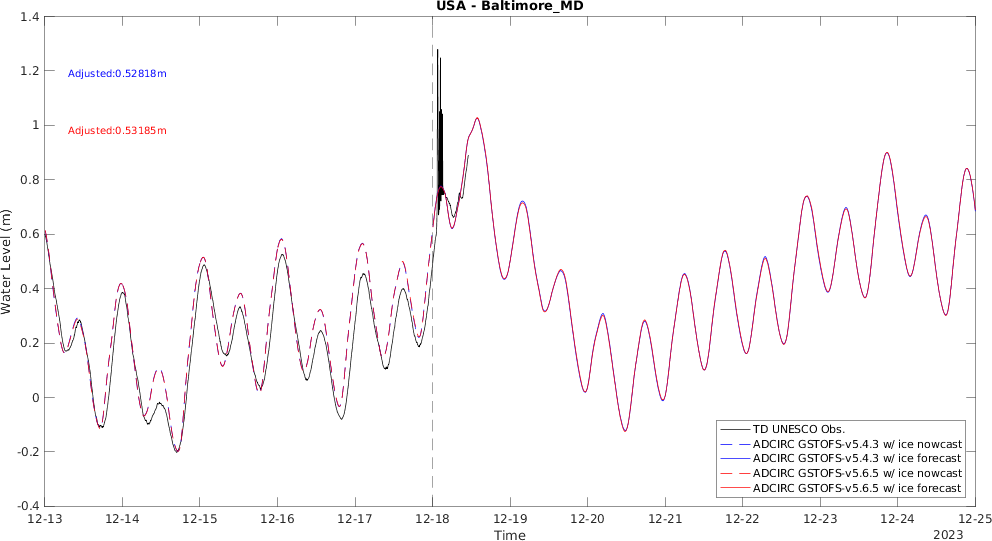 USA - Baltimore_MD
1.4
1.2
1
0.8
0.6
0.4
0.2
0
-0.2
-0.4
Water Level (m)
Adjusted:0.52818m
Adjusted:0.53185m
TD UNESCO Obs.
ADCIRC GSTOFS-v5.4.3 w/ ice nowcast
ADCIRC GSTOFS-v5.4.3 w/ ice forecast
ADCIRC GSTOFS-v5.6.5 w/ ice nowcast
ADCIRC GSTOFS-v5.6.5 w/ ice forecast
12-13 12-14 12-15 12-16 12-17 12-18 12-19 12-20 12-21 12-22 12-23 12-24 12-25
Time
2023